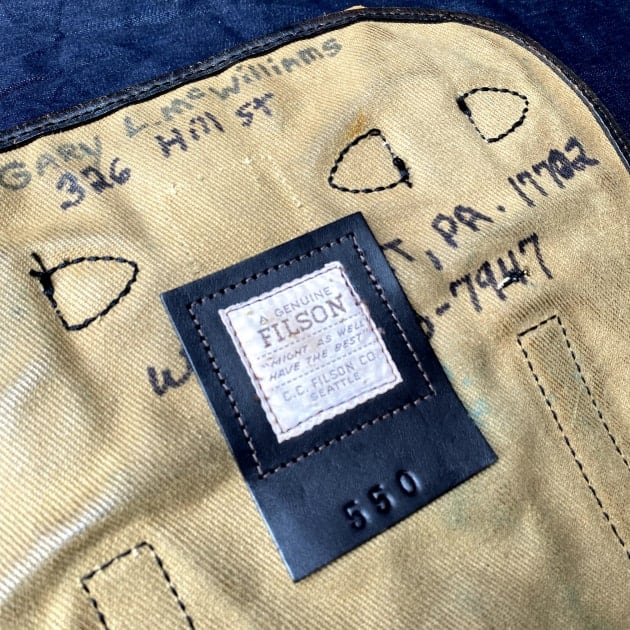 GARY L McWilliams
326 Hill St
, PA. 17702
-7947
A GENUINE
FILSON
"MIGHT AS WELL
HAVE THE BEST"
C.C. FILSON CO.
SEATTLE
550